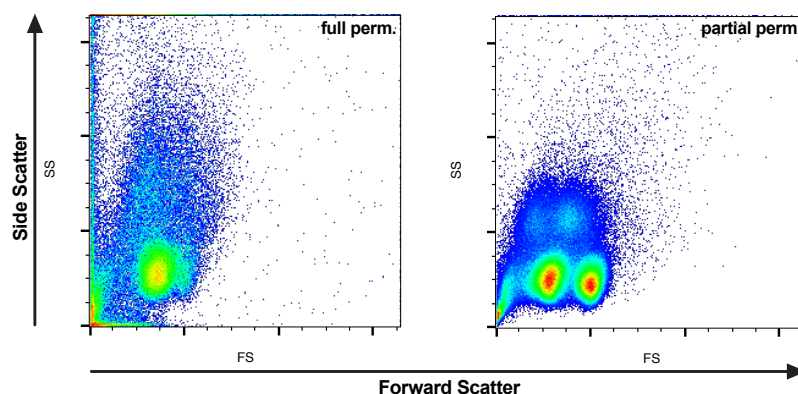 full perm.
partial perm
Side Scatter
SS
SS
FS
FS
Forward Scatter